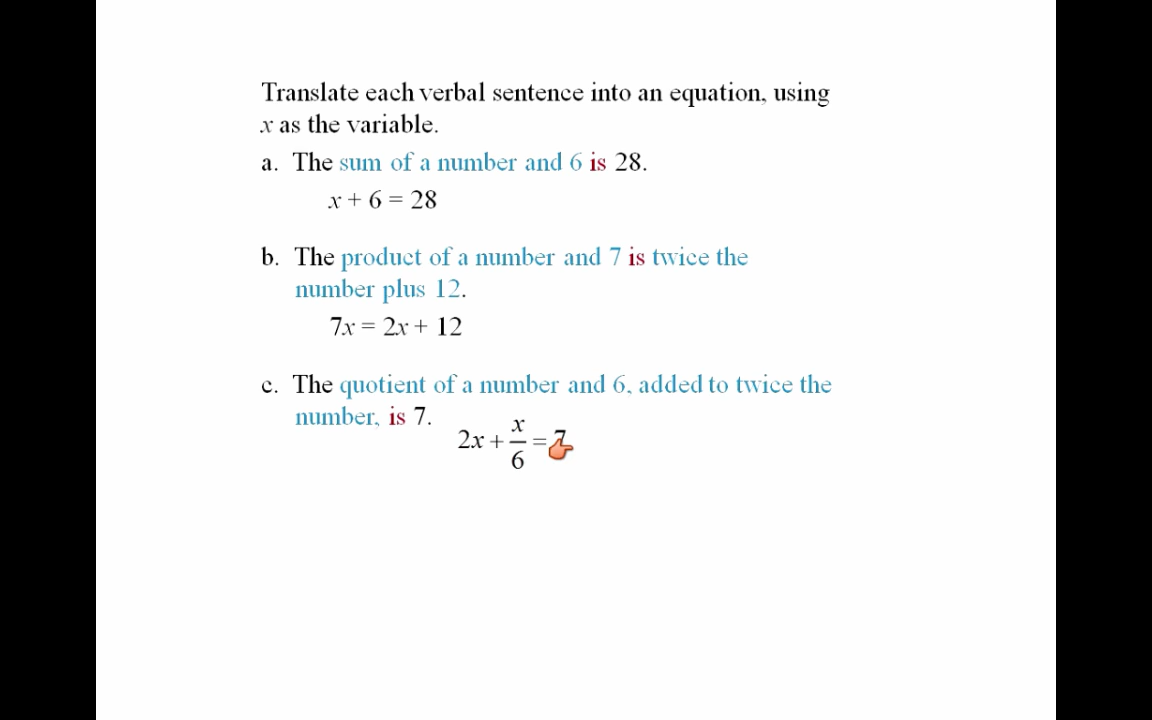 Translate each verbal sentence into an equation, using
x as the variable.
a. The sum of a number and 6 is 28.
x + 6 = 28
b. The product of a number and 7 is twice the
number plus 12.
7x = 2x + 12
c. The quotient of a number and 6, added to twice the
number, is 7.
2x + x/6 = 7